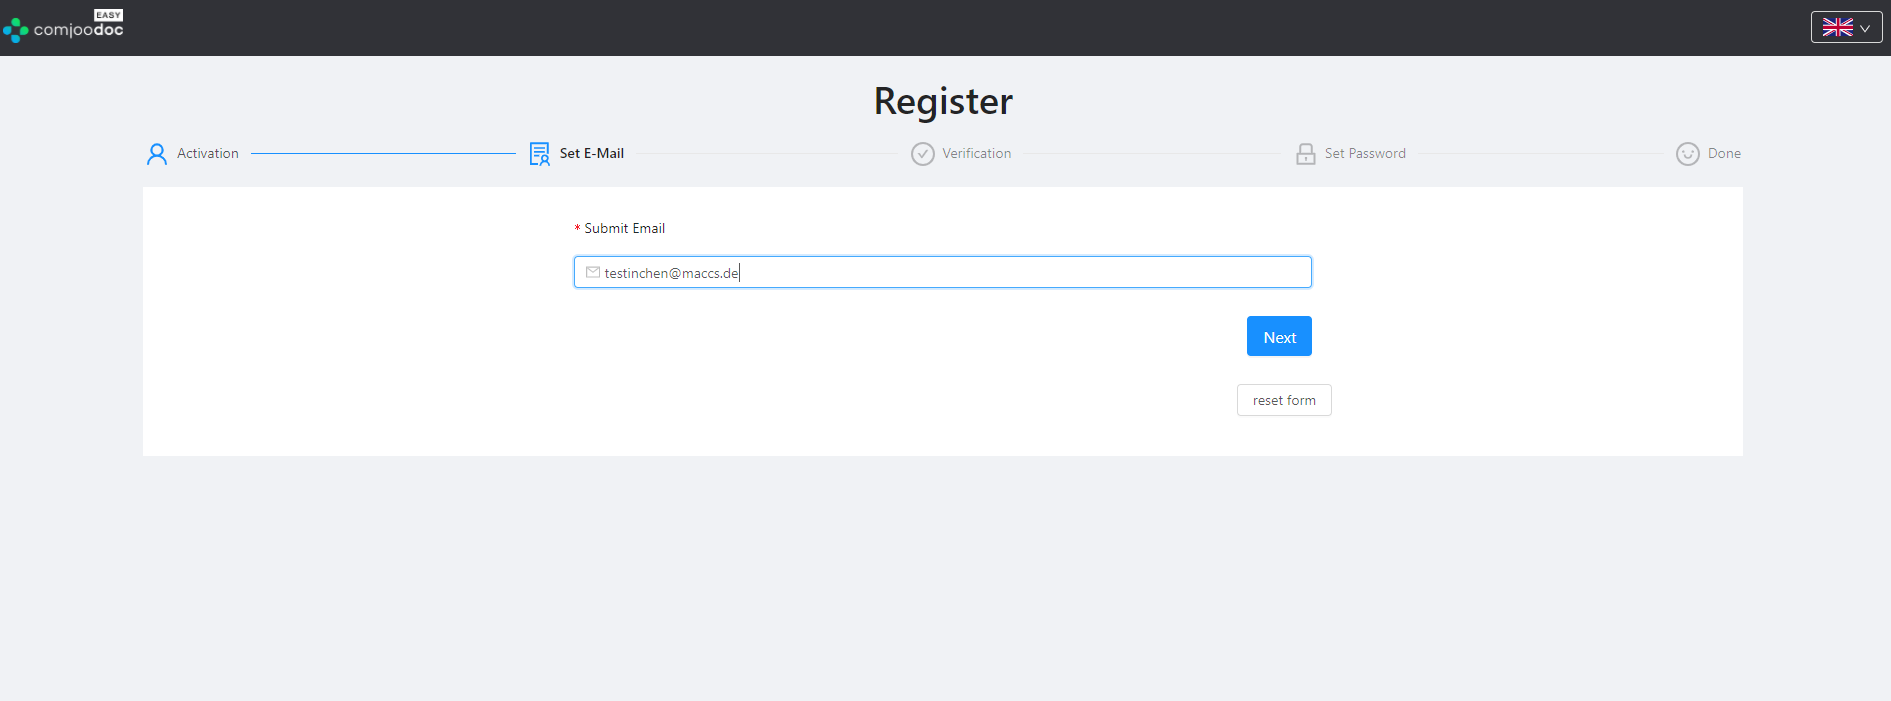 EASY
comjoodoc
Register
Activation
Set E-Mail
Verification
Set Password
Done
* Submit Email
testinchen@maccs.de
Next
reset form